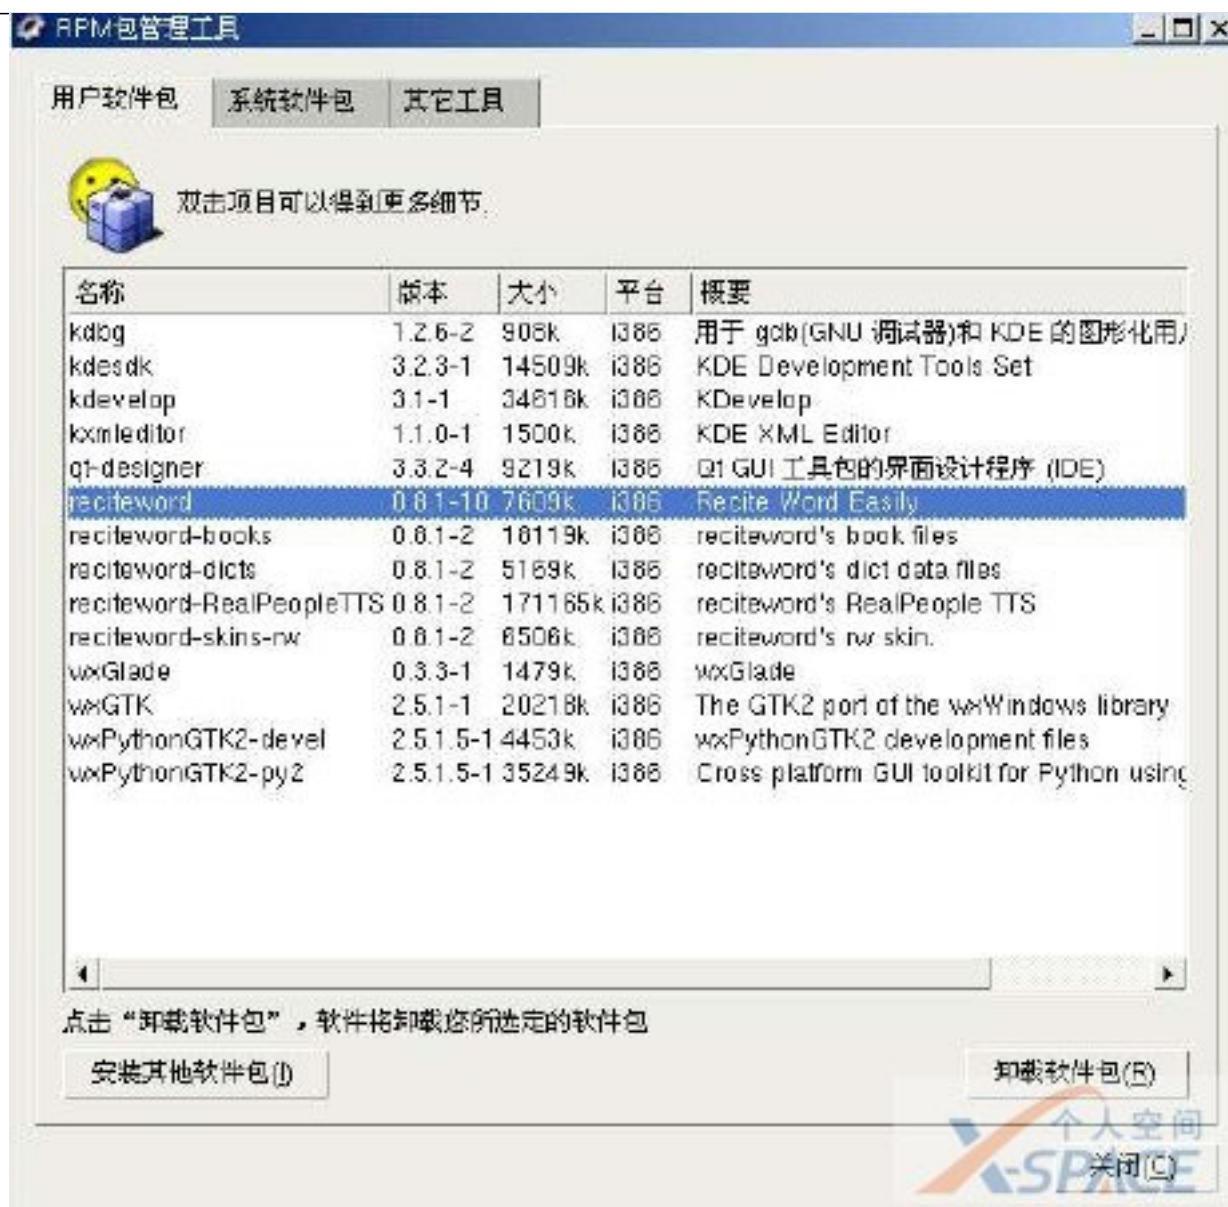 RPM包管理工具
用户软件包 系统软件包 其它工具
双击项目可以得到更多细节.
名称 版本 大小 平台 概要
kdbg 1.2.6-2 908k i386 用于 gdb(GNU 调试器)和 KDE 的图形化用
kdesdk 3.2.3-1 14509k i386 KDE Development Tools Set
kdevelop 3.1-1 34616k i386 KDevelop
kxmleditor 1.1.0-1 1500k i386 KDE XML Editor
qt-designer 3.3.2-4 9219k i386 Qt GUI 工具包的界面设计程序 (IDE)
reciteword 0.8.1-10 7609k i386 Recite Word Easily
reciteword-books 0.8.1-2 18119k i386 reciteword's book files
reciteword-dicts 0.8.1-2 5169k i386 reciteword's dict data files
reciteword-RealPeopleTTS 0.8.1-2 171165k i386 reciteword's RealPeople TTS
reciteword-skins-rw 0.8.1-2 6506k i386 reciteword's rw skin.
wxGlade 0.3.3-1 1479k i386 wxGlade
wxGTK 2.5.1-1 20218k i386 The GTK2 port of the wxWindows library
wxPythonGTK2-devel 2.5.1.5-1 4453k i386 wxPythonGTK2 development files
wxPythonGTK2-py2 2.5.1.5-1 35249k i386 Cross platform GUI toolkit for Python using
点击“卸载软件包”，软件将卸载您所选定的软件包
安装其他软件包(I) 卸载软件包(R)
个人空间
X-SPACE
关闭(C)